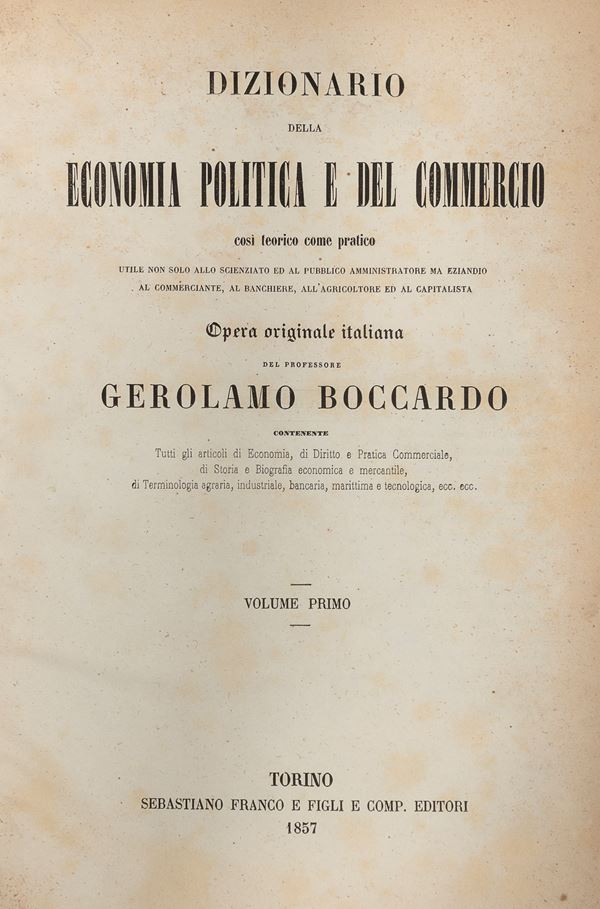 DIZIONARIO
DELLA
ECONOMIA POLITICA E DEL COMMERCIO
così teorico come pratico
UTILE NON SOLO ALLO SCIENZIATO ED AL PUBBLICO AMMINISTRATORE MA EZIANDIO
AL COMMERCIANTE, AL BANCHIERE, ALL'AGRICOLTORE ED AL CAPITALISTA
Opera originale italiana
DEL PROFESSORE
GEROLAMO BOCCARDO
CONTENENTE
Tutti gli articoli di Economia, di Diritto e Pratica Commerciale,
di Storia e Biografia economica e mercantile,
di Terminologia agraria, industriale, bancaria, marittima e tecnologica, ecc. ecc.
VOLUME PRIMO
TORINO
SEBASTIANO FRANCO E FIGLI E COMP. EDITORI
1857